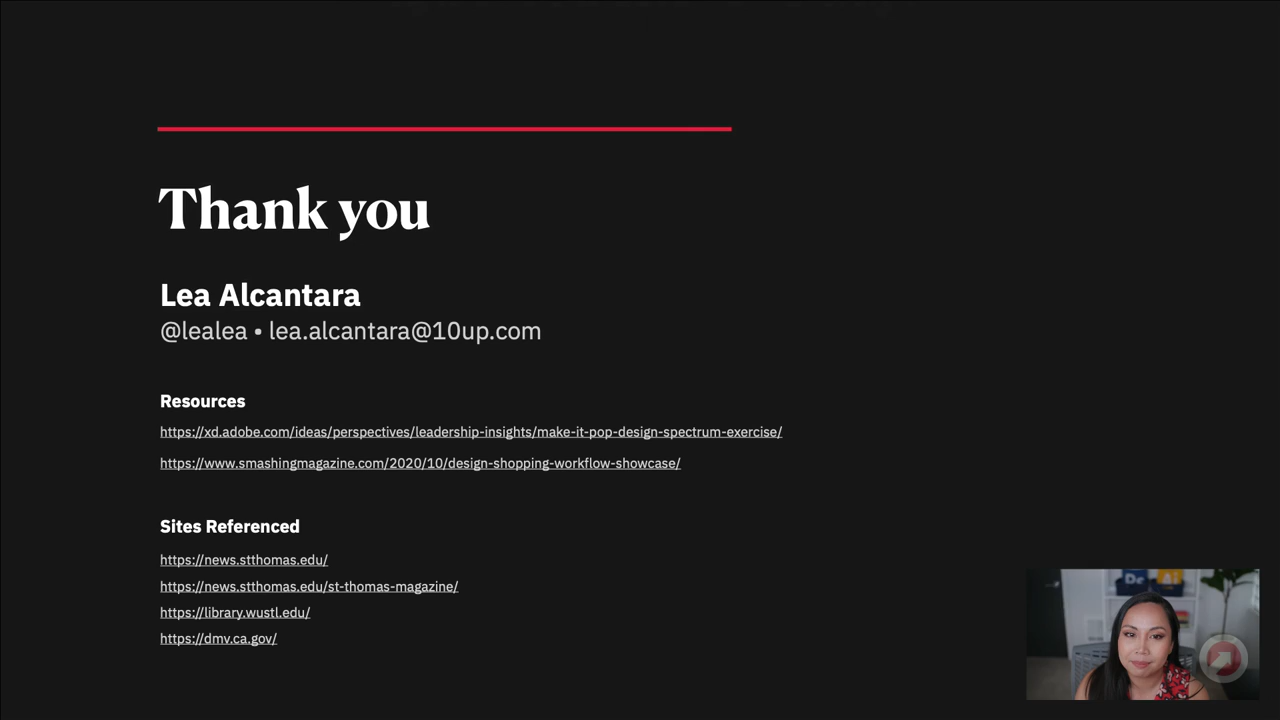 Thank you
Lea Alcantara
@lealea • lea.alcantara@10up.com
Resources
https://xd.adobe.com/ideas/perspectives/leadership-insights/make-it-pop-design-spectrum-exercise/
https://www.smashingmagazine.com/2020/10/design-shopping-workflow-showcase/
Sites Referenced
https://news.stthomas.edu/
https://news.stthomas.edu/st-thomas-magazine/
https://library.wustl.edu/
https://dmv.ca.gov/
De
Ai